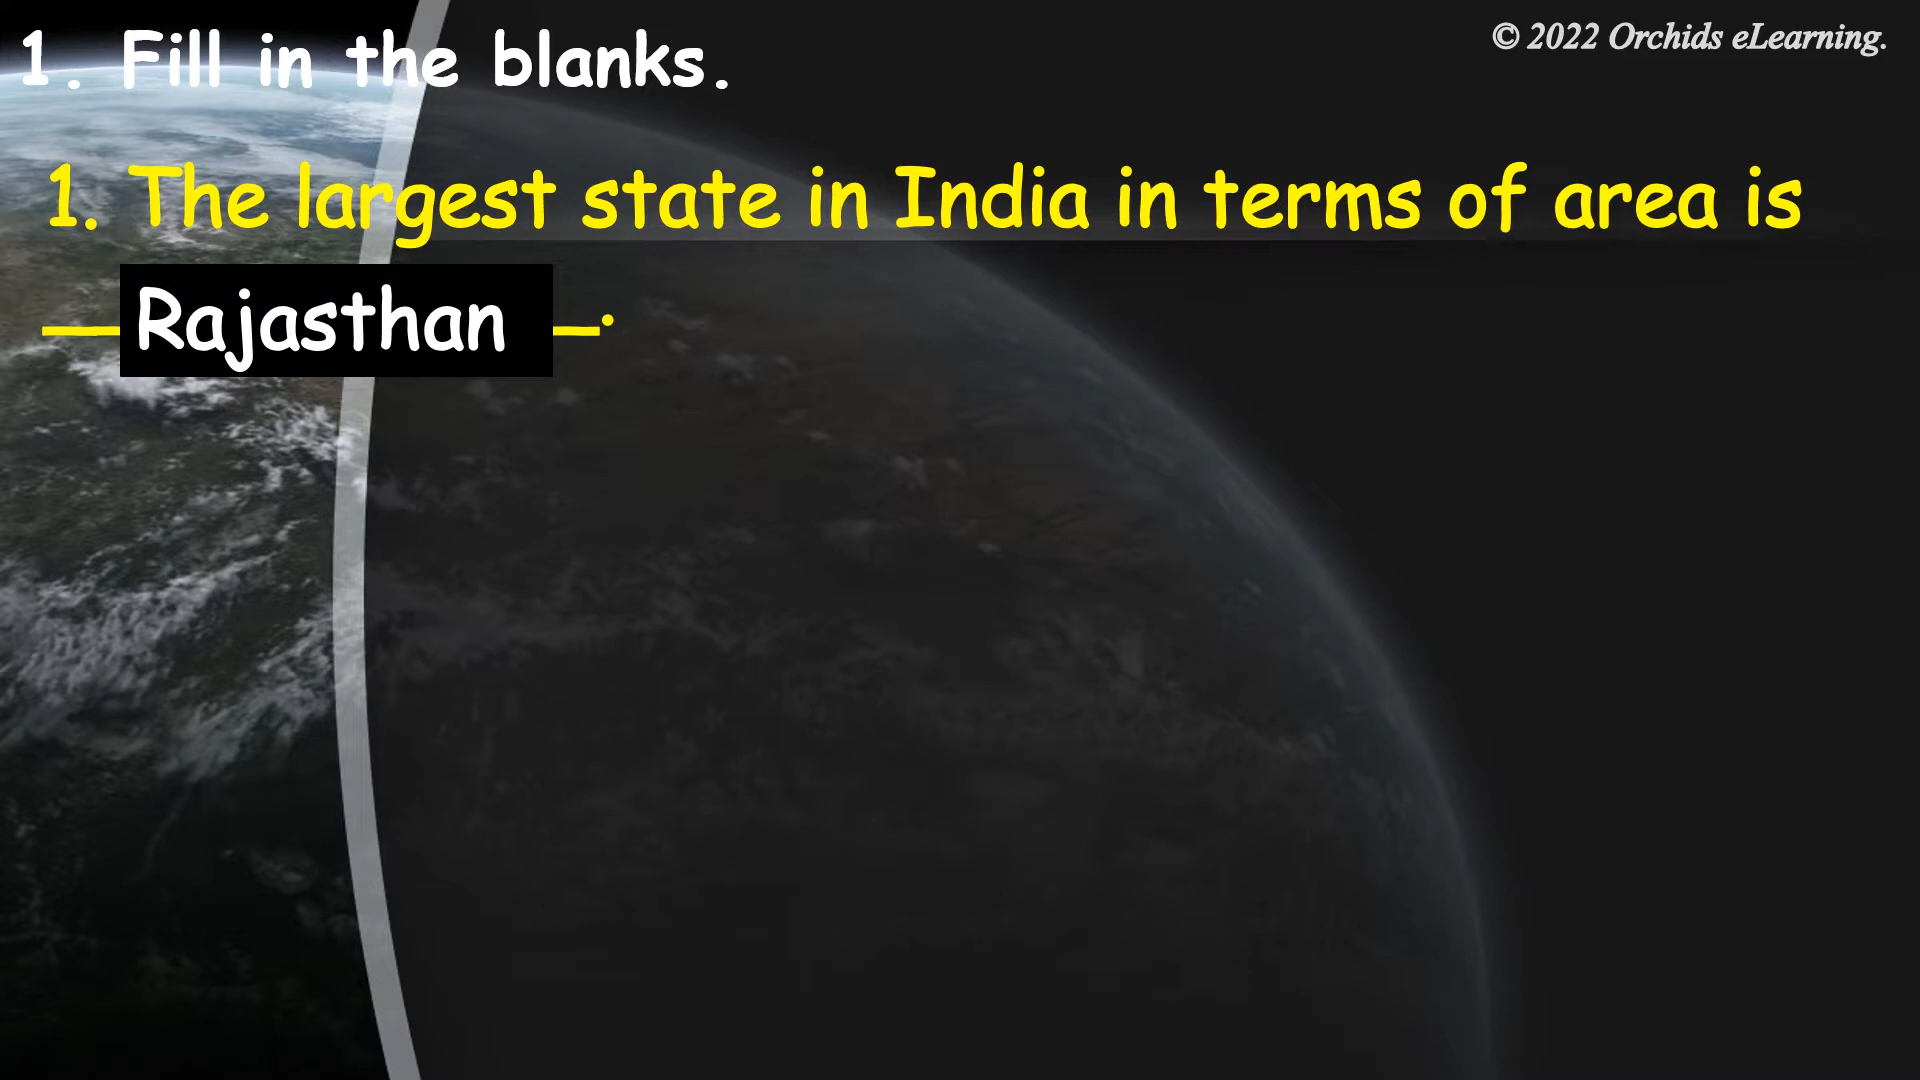 1. Fill in the blanks.
© 2022 Orchids eLearning.
1. The largest state in India in terms of area is
__Rajasthan_.